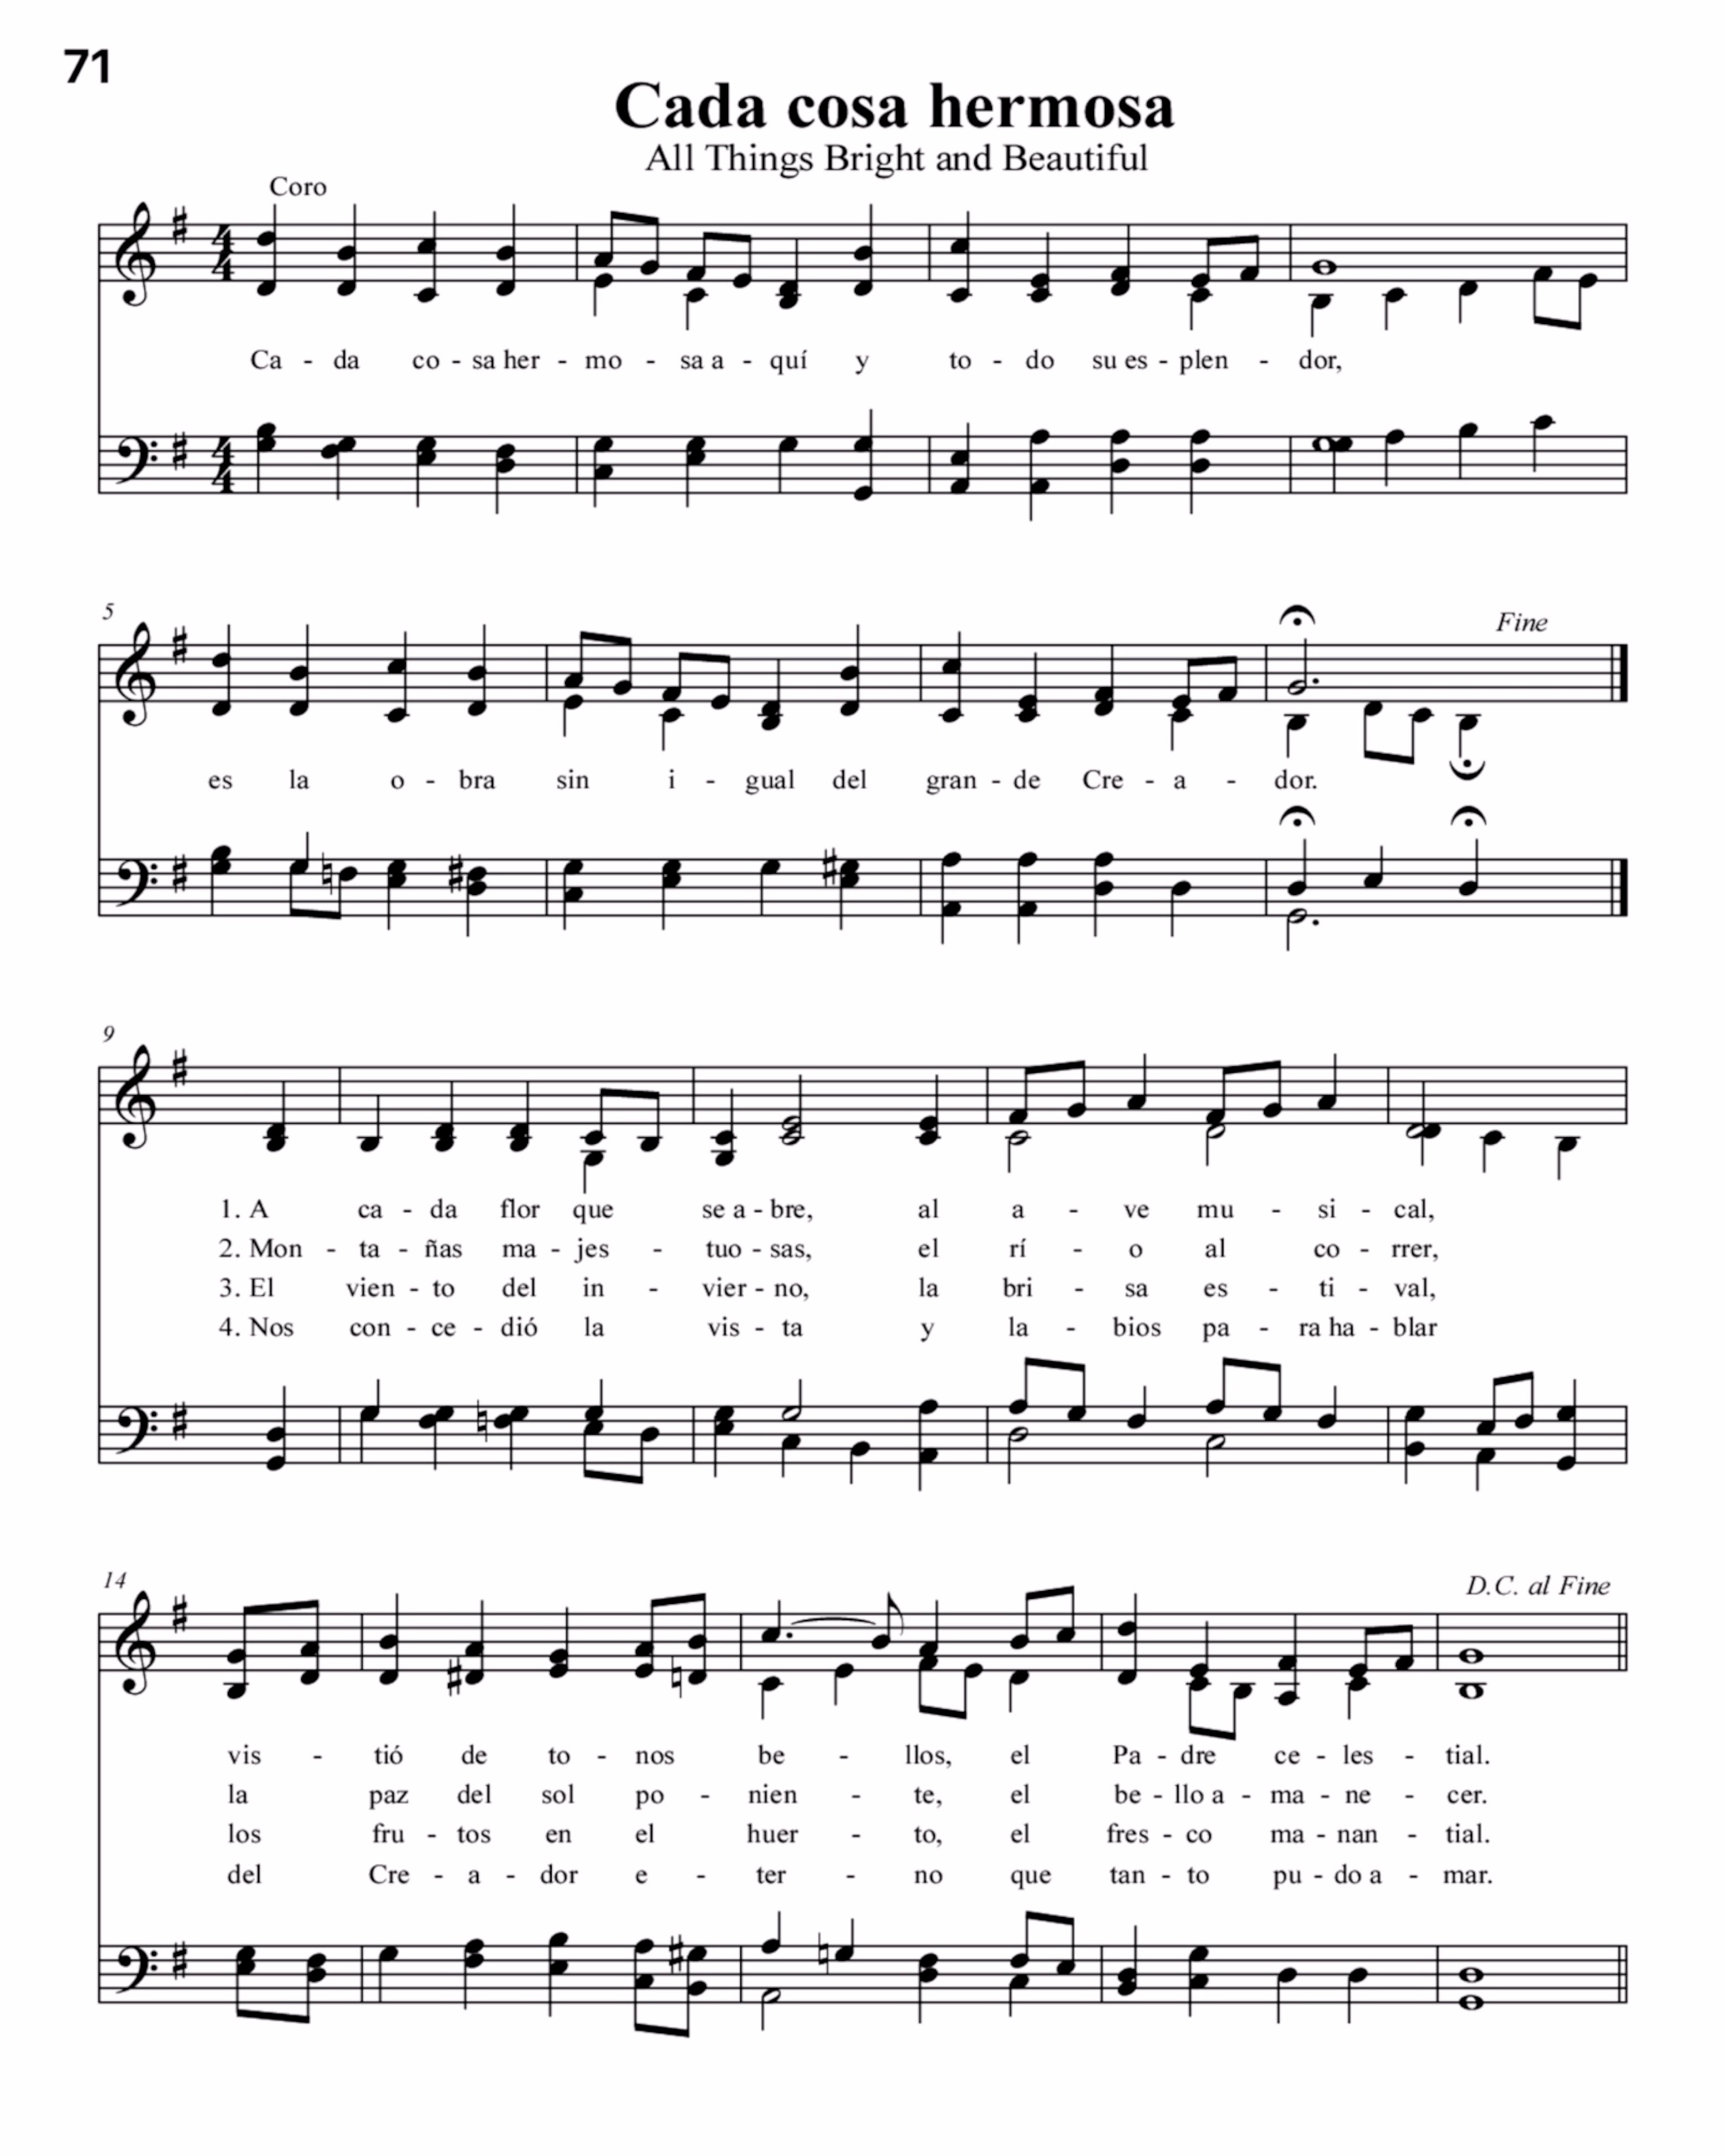 71
Cada cosa hermosa
All Things Bright and Beautiful
Coro
Ca - da co - sa her - mo - sa a - quí y to - do su es - plen - dor,
5
Fine
es la o - bra sin i - gual del gran - de Cre - a - dor.
9
1. A ca - da flor que se a - bre, al a - ve mu - si - cal,
2. Mon - ta - ñas ma - jes - tuo - sas, el rí - o al co - rrer,
3. El vien - to del in - vier - no, la bri - sa es - ti - val,
4. Nos con - ce - dió la vis - ta y la - bios pa - ra ha - blar
14
D.C. al Fine
vis - tió de to - nos be - llos, el Pa - dre ce - les - tial.
la paz del sol po - nien - te, el be - llo a - ma - ne - cer.
los fru - tos en el huer - to, el fres - co ma - nan - tial.
del Cre - a - dor e - ter - no que tan - to pu - do a - mar.